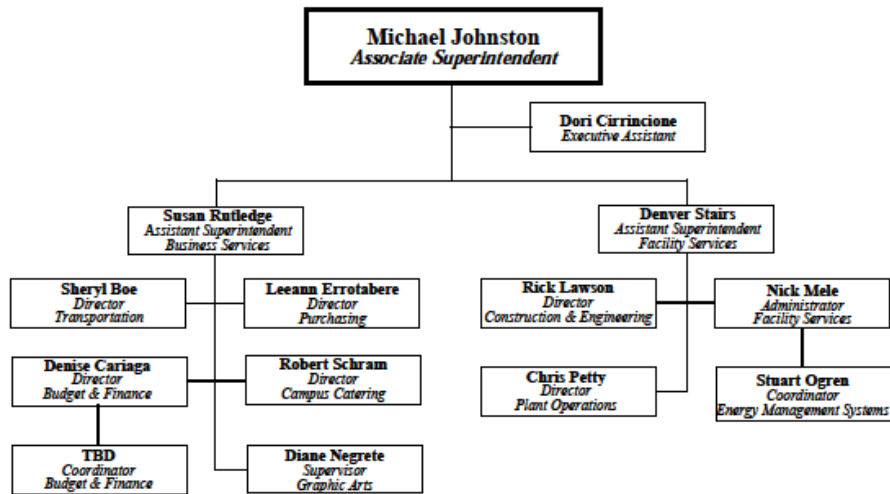 Michael Johnston
Associate Superintendent
Dori Cirrincione
Executive Assistant
Susan Rutledge
Assistant Superintendent
Business Services
Denver Stairs
Assistant Superintendent
Facility Services
Sheryl Boe
Director
Transportation
Leeann Errotabere
Director
Purchasing
Rick Lawson
Director
Construction & Engineering
Nick Mele
Administrator
Facility Services
Denise Cariaga
Director
Budget & Finance
Robert Schram
Director
Campus Catering
Chris Petty
Director
Plant Operations
Stuart Ogren
Coordinator
Energy Management Systems
TBD
Coordinator
Budget & Finance
Diane Negrete
Supervisor
Graphic Arts